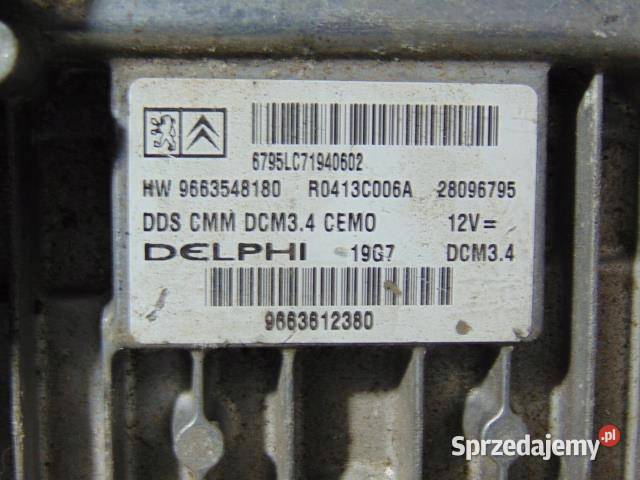 6795LC71940602
HW 9663548180 R0413C006A 28096795
DDS CMM DCM3.4 CEMO 12V=
DELPHI 19G7 DCM3.4
9663612380
Sprzedajemy.pl